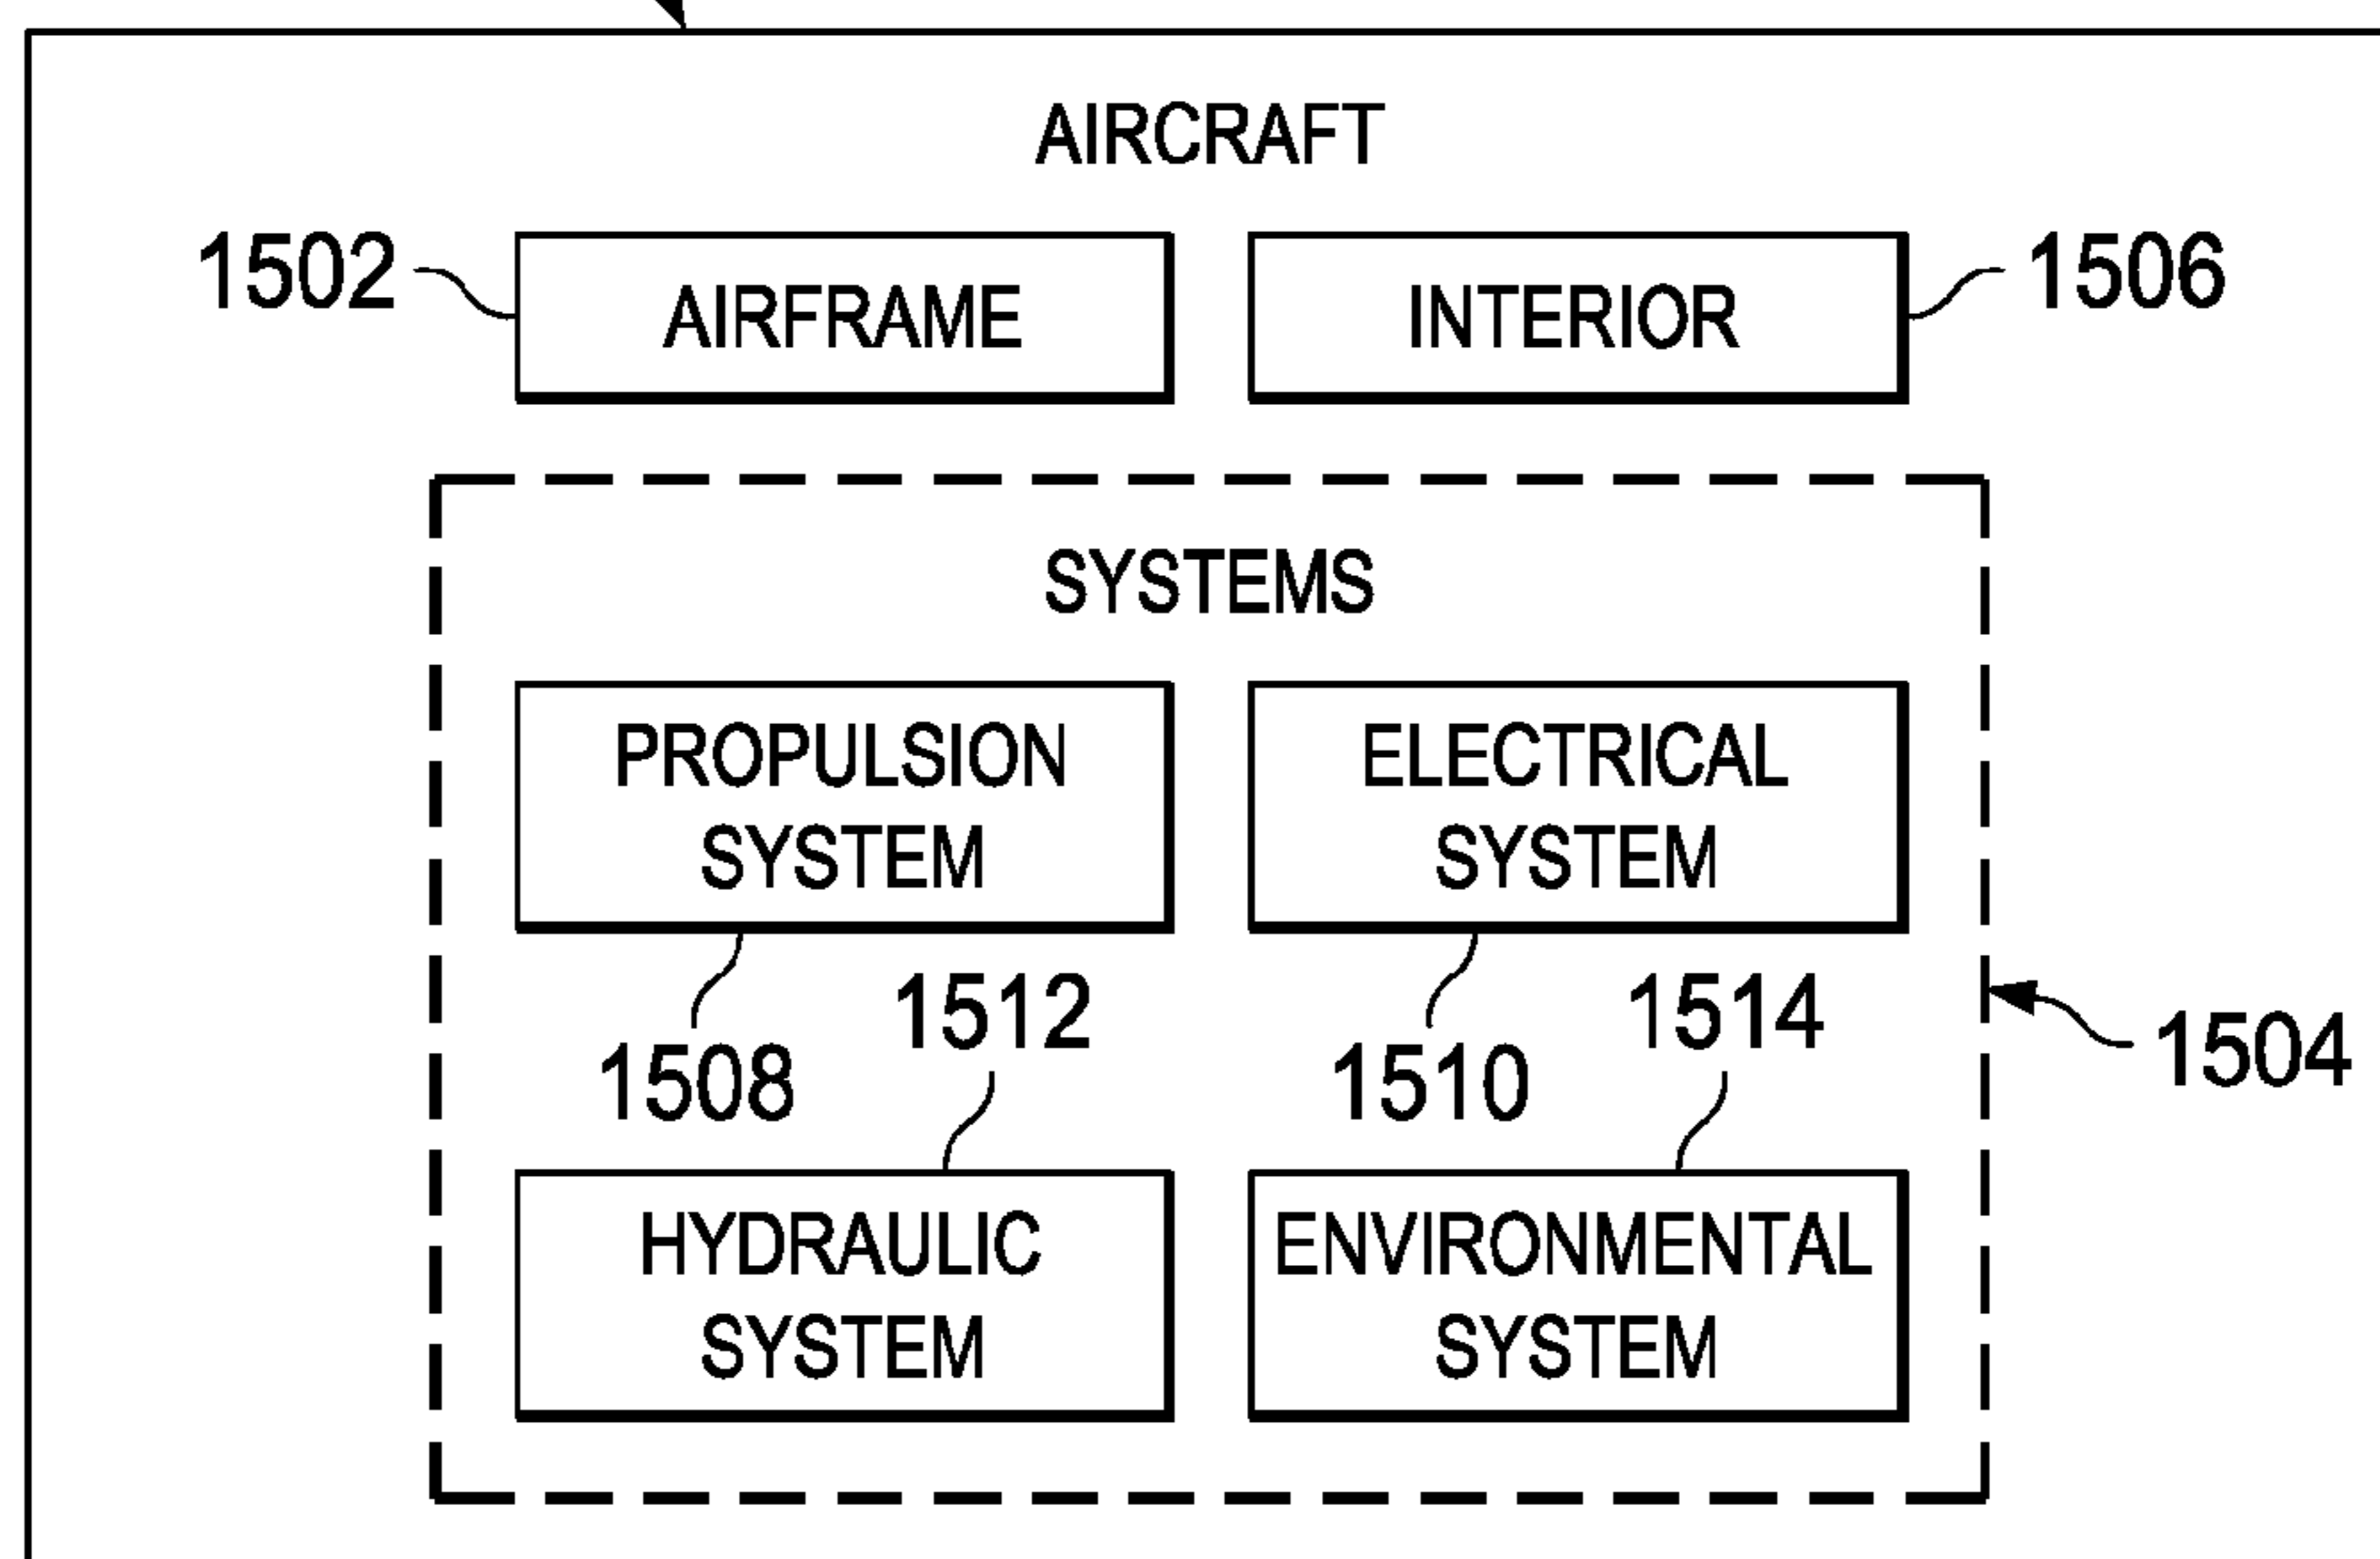 AIRCRAFT
1502
AIRFRAME
INTERIOR
1506
SYSTEMS
PROPULSION
SYSTEM
ELECTRICAL
SYSTEM
1508
1512
1510
1514
1504
HYDRAULIC
SYSTEM
ENVIRONMENTAL
SYSTEM